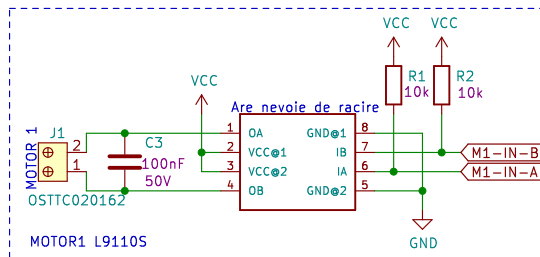 VCC
VCC
VCC
R1
10k
R2
10k
Are nevoie de racire
MOTOR 1
J1
2
1
OSTTC020162
C3
100nF
50V
1
OA
GND@1
8
2
VCC@1
IB
7
3
VCC@2
IA
6
4
OB
GND@2
5
M1-IN-B
M1-IN-A
GND
MOTOR1 L9110S